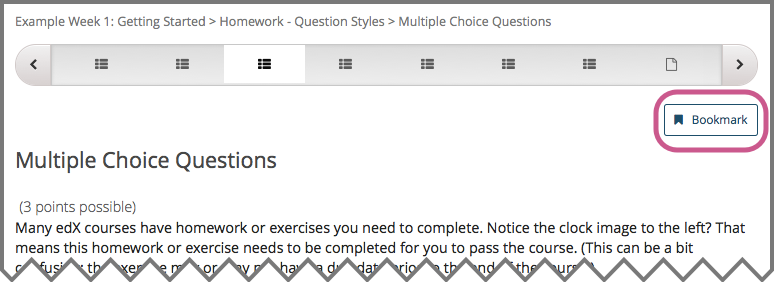 Example Week 1: Getting Started > Homework - Question Styles > Multiple Choice Questions
Bookmark
Multiple Choice Questions
(3 points possible)
Many edX courses have homework or exercises you need to complete. Notice the clock image to the left? That
means this homework or exercise needs to be completed for you to pass the course. (This can be a bit